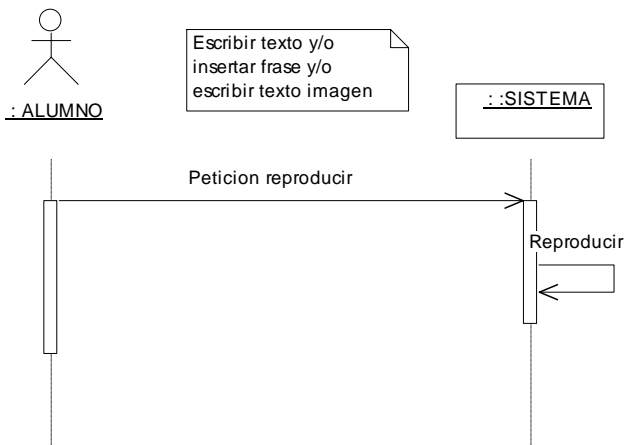 Escribir texto y/o
insertar frase y/o
escribir texto imagen
: ALUMNO
: :SISTEMA
Peticion reproducir
Reproducir